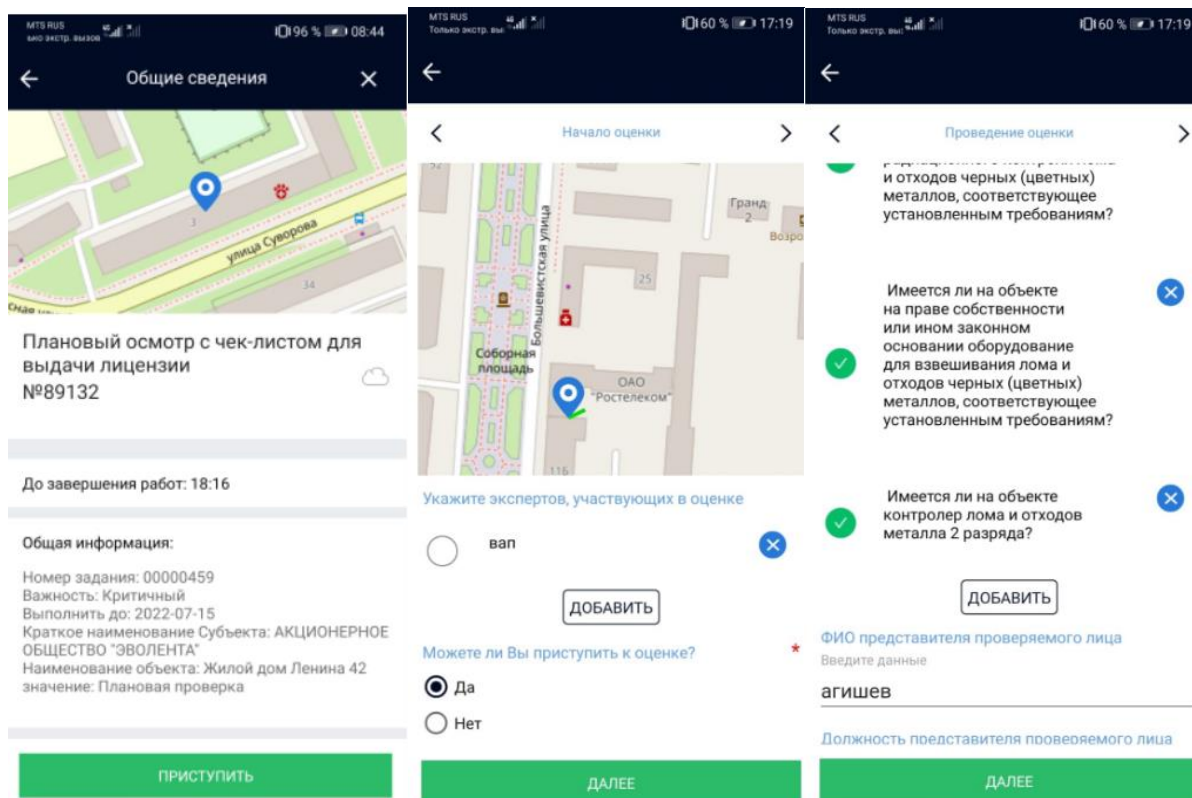 MTS RUS
96 % 08:44
Общие сведения
3
улица Суворова
34
Плановый осмотр с чек-листом для
выдачи лицензии
№89132
До завершения работ: 18:16
Общая информация:
Номер задания: 00000459
Важность: Критичный
Выполнить до: 2022-07-15
Краткое наименование Субъекта: АКЦИОНЕРНОЕ
ОБЩЕСТВО "ЭВОЛЕНТА"
Наименование объекта: Жилой дом Ленина 42
значение: Плановая проверка
ПРИСТУПИТЬ
MTS RUS
Только экстр. выз
60 % 17:19
Начало оценки
52
Большевистская улица
Гранд
2
Возро
25
Соборная
площадь
ОАО
"Ростелеком"
116
Укажите экспертов, участвующих в оценке
вап
ДОБАВИТЬ
Можете ли Вы приступить к оценке? *
Да
Нет
ДАЛЕЕ
MTS RUS
Только экстр. выз
60 % 17:19
Проведение оценки
и отходов черных (цветных)
металлов, соответствующее
установленным требованиям?
Имеется ли на объекте
на праве собственности
или ином законном
основании оборудование
для взвешивания лома и
отходов черных (цветных)
металлов, соответствующее
установленным требованиям?
Имеется ли на объекте
контролер лома и отходов
металла 2 разряда?
ДОБАВИТЬ
ФИО представителя проверяемого лица
Введите данные
агишев
Должность представителя проверяемого лица
ДАЛЕЕ